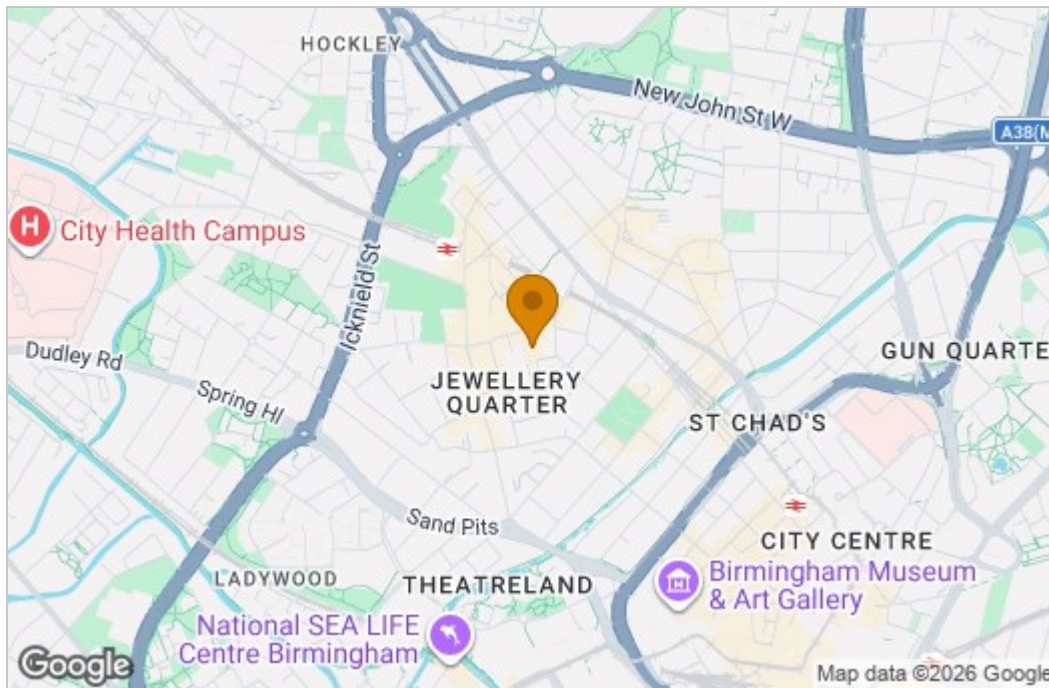 HOCKLEY
New John St W
A38(M
H
City Health Campus
Icknield St
Dudley Rd
Spring Hl
JEWELLERY
QUARTER
GUN QUARTE
ST CHAD'S
Sand Pits
CITY CENTRE
LADYWOOD
THEATRELAND
Birmingham Museum
& Art Gallery
National SEA LIFE
Centre Birmingham
Google
Map data ©2026 Google